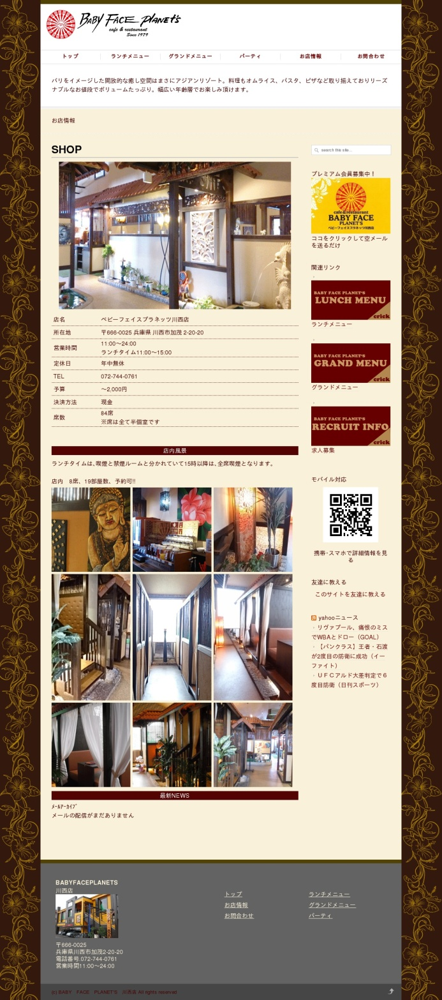 BABY FACE PLANET'S
cafe & restaurant
Since 1979
トップ
ランチメニュー
グランドメニュー
パーティ
お店情報
お問合わせ
バリをイメージした開放的な癒し空間はまさにアジアンリゾート。料理もオムライス、パスタ、ピザなど取り揃えておりリーズ
ナブルなお値段でボリュームたっぷり。幅広い年齢層でお楽しみ頂けます。
お店情報
SHOP
店名 ベビーフェイスプラネッツ川西店
所在地 〒666-0025 兵庫県 川西市加茂 2-20-20
営業時間 11:00～24:00
ランチタイム11:00～15:00
定休日 年中無休
TEL 072-744-0761
予算 ～2,000円
決済方法 現金
席数 84席
※席は全て半個室です
店内風景
ランチタイムは､喫煙と禁煙ルームと分かれていて15時以降は､全席喫煙となります。
店内　8席、19部屋数、予約可!!
最新NEWS
ﾒｰﾙｱｰｶｲﾌﾞ
メールの配信がまだありません
search this site...
プレミアム会員募集中！
cafe&restaurant
BABY FACE
PLANET'S
ベビーフェイスプラネッツ川西店
ココをクリックして空メール
を送るだけ
関連リンク
BABY FACE PLANET'S
LUNCH MENU
crick
ランチメニュー
BABY FACE PLANET'S
GRAND MENU
crick
グランドメニュー
BABY FACE PLANET'S
RECRUIT INFO
crick
求人募集
モバイル対応
携帯･スマホで詳細情報を見
る
友達に教える
このサイトを友達に教える
yahooニュース
リヴァプール、痛恨のミス
でWBAとドロー（GOAL）
【パンクラス】王者・石渡
が2度目の防衛に成功（イー
ファイト）
ＵＦＣアルド大差判定で６
度目防衛（日刊スポーツ）
BABYFACEPLANETS
川西店
〒666-0025
兵庫県川西市加茂2-20-20
電話番号.072-744-0761
営業時間11:00～24:00
トップ
お店情報
お問合わせ
ランチメニュー
グランドメニュー
パーティ
(c) BABY　FACE　PLANET'S　川西店 All rights reserved